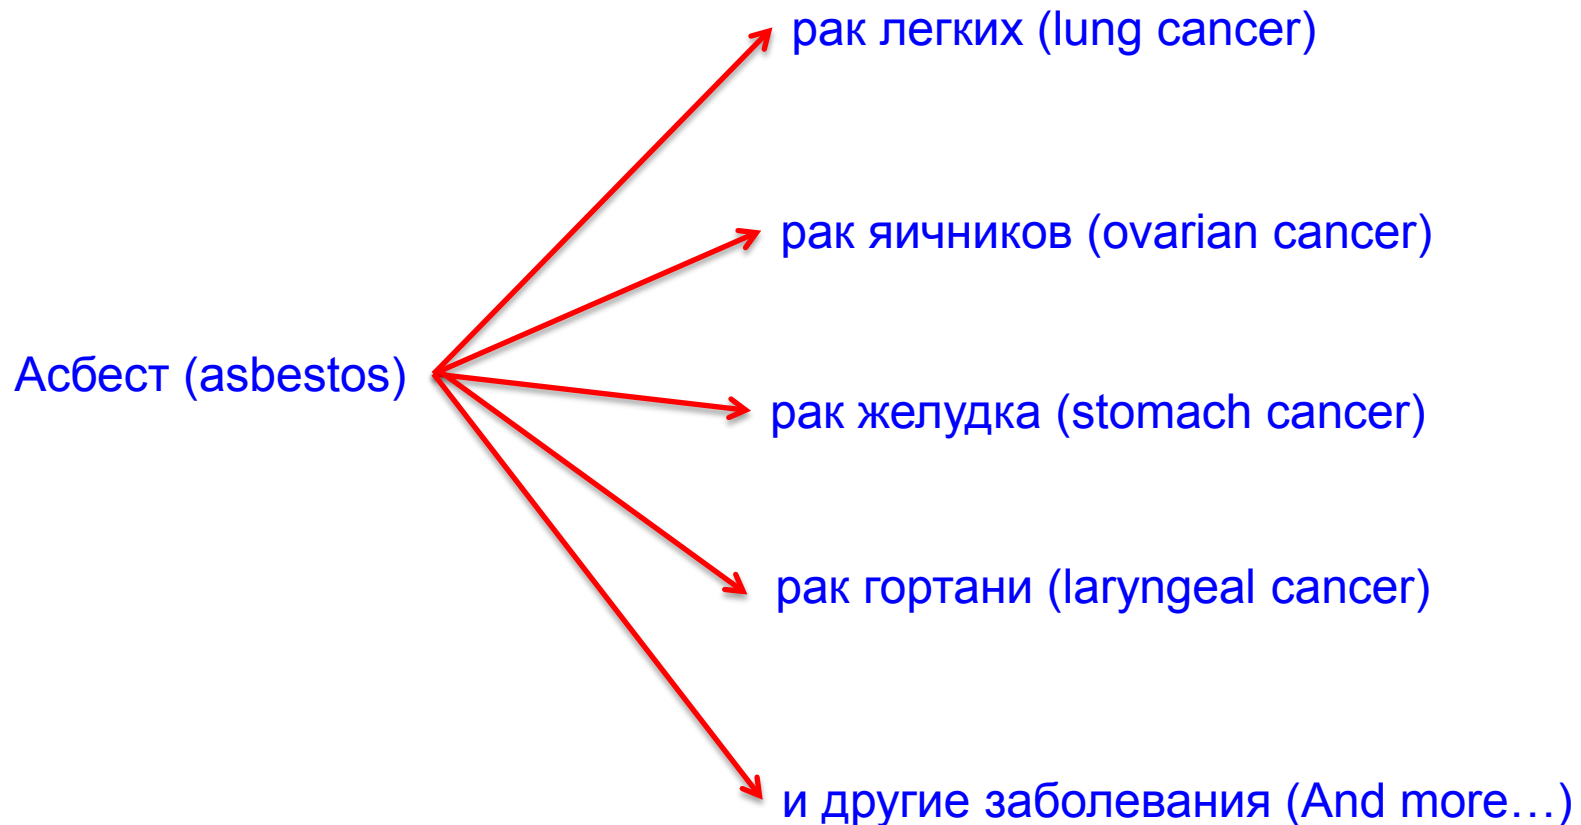 рак легких (lung cancer)
рак яичников (ovarian cancer)
Асбест (asbestos)
рак желудка (stomach cancer)
рак гортани (laryngeal cancer)
и другие заболевания (And more…)